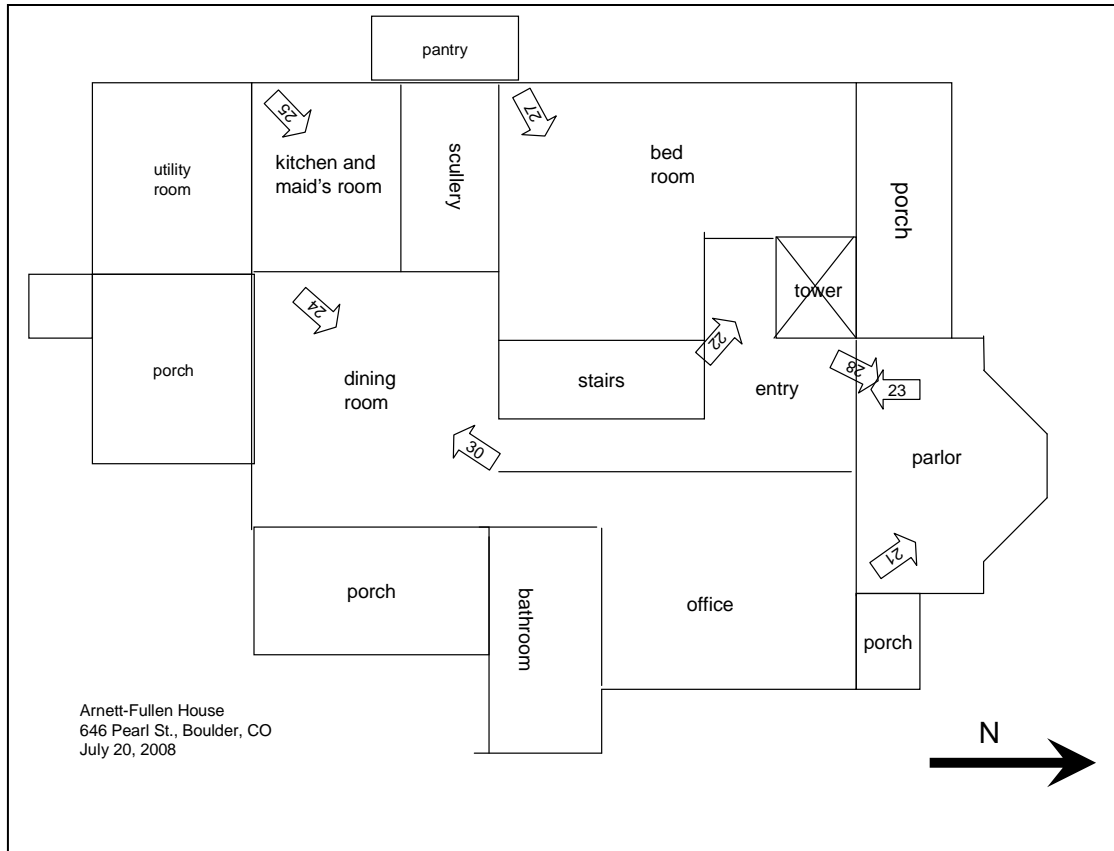 pantry
25
27
utility
room
kitchen and
maid's room
scullery
bed
room
porch
tower
24
22
porch
dining
room
stairs
entry
28
23
30
parlor
21
porch
bathroom
office
porch
Arnett-Fullen House
646 Pearl St., Boulder, CO
July 20, 2008
N